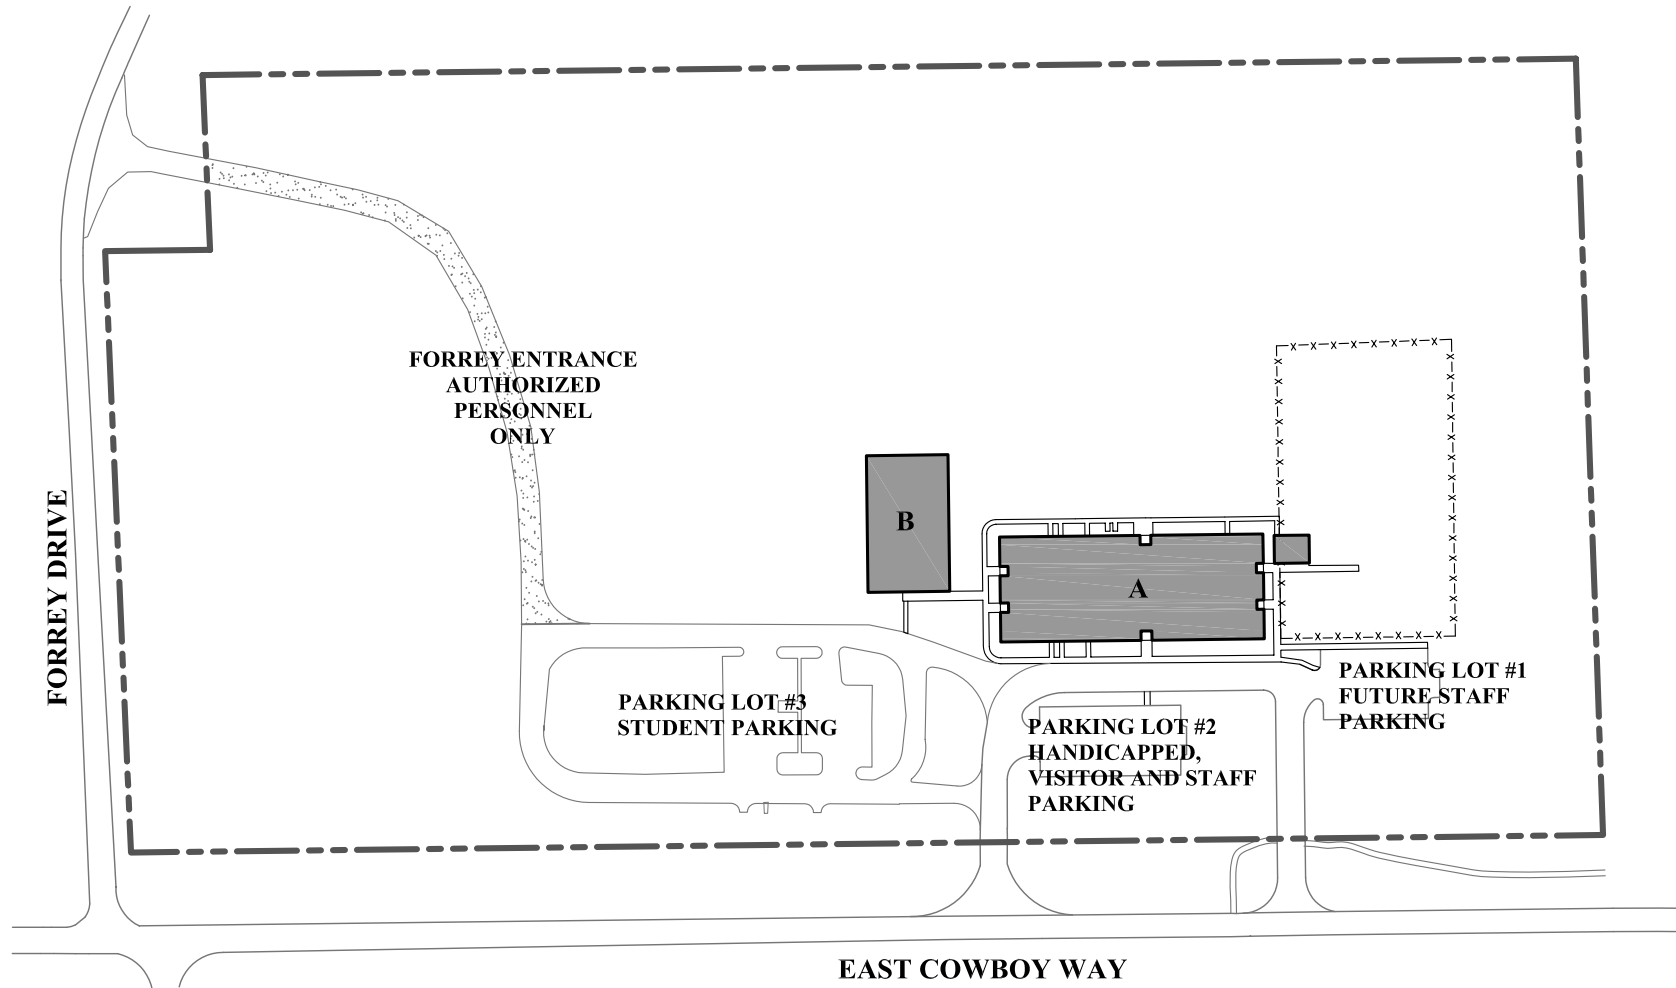 FORREY ENTRANCE
AUTHORIZED
PERSONNEL
ONLY
B
A
FORREY DRIVE
PARKING LOT #1
FUTURE STAFF
PARKING
PARKING LOT #3
STUDENT PARKING
PARKING LOT #2
HANDICAPPED,
VISITOR AND STAFF
PARKING
EAST COWBOY WAY